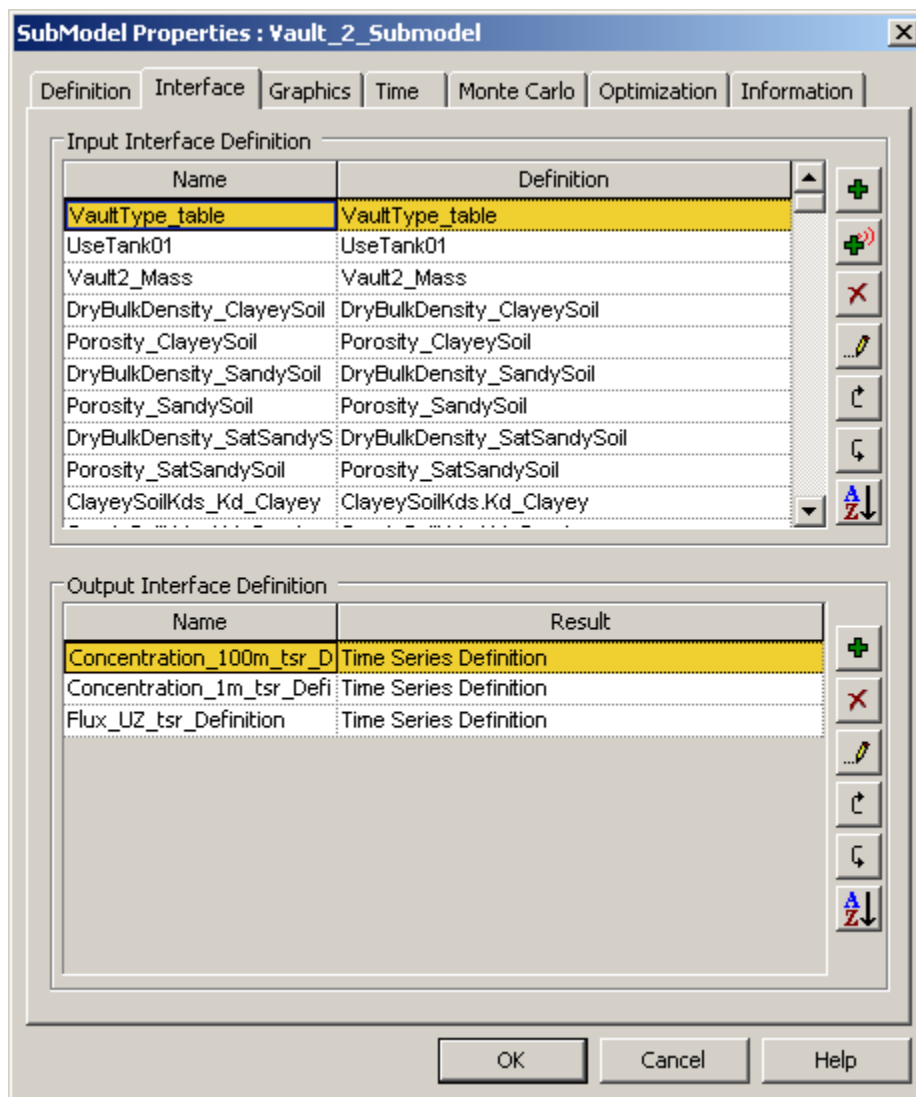 SubModel Properties : Vault_2_Submodel
Definition Interface Graphics Time Monte Carlo Optimization Information
Input Interface Definition
Name Definition
VaultType_table VaultType_table
UseTank01 UseTank01
Vault2_Mass Vault2_Mass
DryBulkDensity_ClayeySoil DryBulkDensity_ClayeySoil
Porosity_ClayeySoil Porosity_ClayeySoil
DryBulkDensity_SandySoil DryBulkDensity_SandySoil
Porosity_SandySoil Porosity_SandySoil
DryBulkDensity_SatSandyS DryBulkDensity_SatSandySoil
Porosity_SatSandySoil Porosity_SatSandySoil
ClayeySoilKds_Kd_Clayey ClayeySoilKds.Kd_Clayey
AZ
Output Interface Definition
Name Result
Concentration_100m_tsr_D Time Series Definition
Concentration_1m_tsr_Defi Time Series Definition
Flux_UZ_tsr_Definition Time Series Definition
AZ
OK Cancel Help